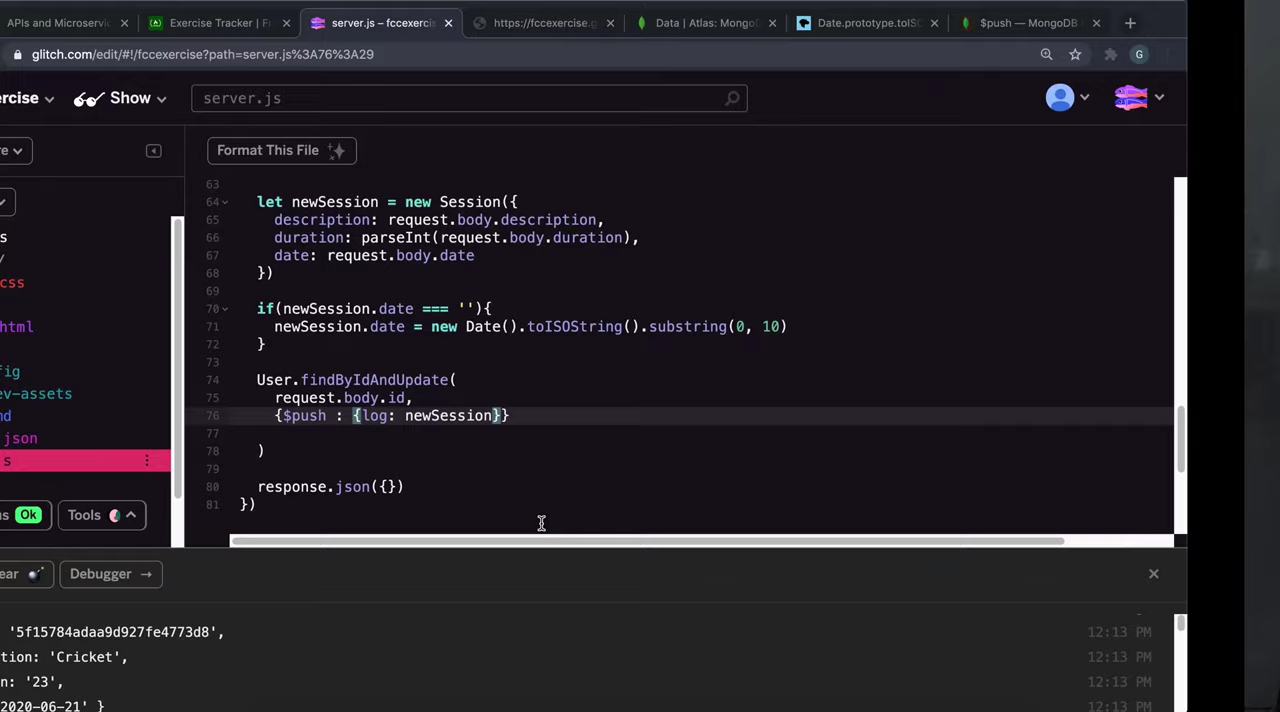 APIs and Microservic
Exercise Tracker | F
server.js – fccexercis
https://fccexercise.g
Data | Atlas: MongoD
Date.prototype.toISC
$push — MongoDB
glitch.com/edit/#!/fccexercise?path=server.js%3A76%3A29
G
ercise
Show
server.js
e
Format This File
63
64 let newSession = new Session({
65 description: request.body.description,
66 duration: parseInt(request.body.duration),
67 date: request.body.date
68 })
69
70 if(newSession.date === ''){
71 newSession.date = new Date().toISOString().substring(0, 10)
72 }
73
74 User.findByIdAndUpdate(
75 request.body.id,
76 {$push : {log: newSession}}
77
78 )
79
80 response.json({})
81 })
s
/
css
html
fig
ev-assets
nd
json
s
us Ok
Tools
ear
Debugger →
'5f15784adaa9d927fe4773d8',
12:13 PM
tion: 'Cricket',
12:13 PM
n: '23',
12:13 PM
2020-06-21' }
12:13 PM